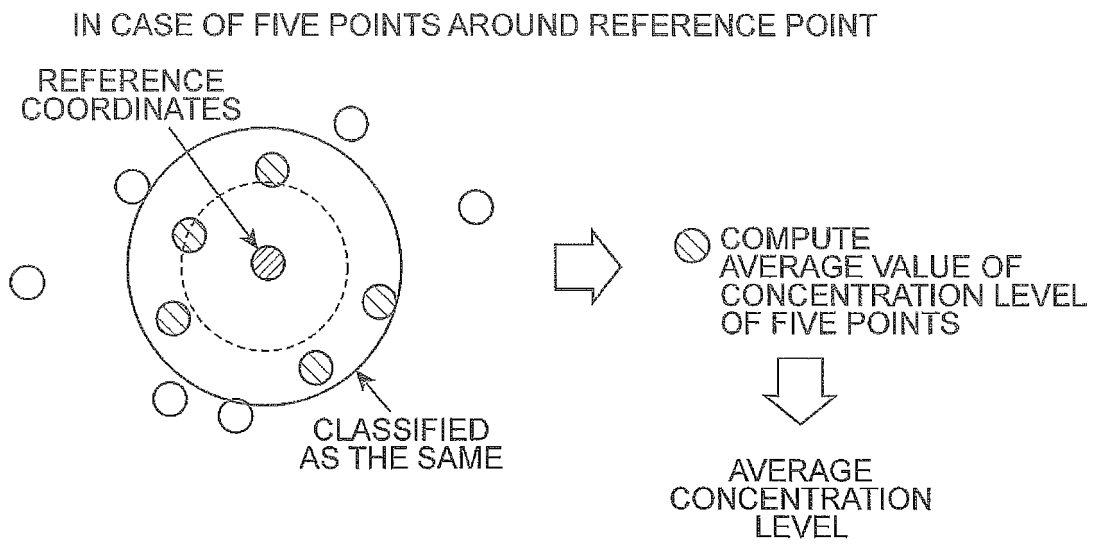 IN CASE OF FIVE POINTS AROUND REFERENCE POINT
REFERENCE
COORDINATES
COMPUTE
AVERAGE VALUE OF
CONCENTRATION LEVEL
OF FIVE POINTS
CLASSIFIED
AS THE SAME
AVERAGE
CONCENTRATION
LEVEL